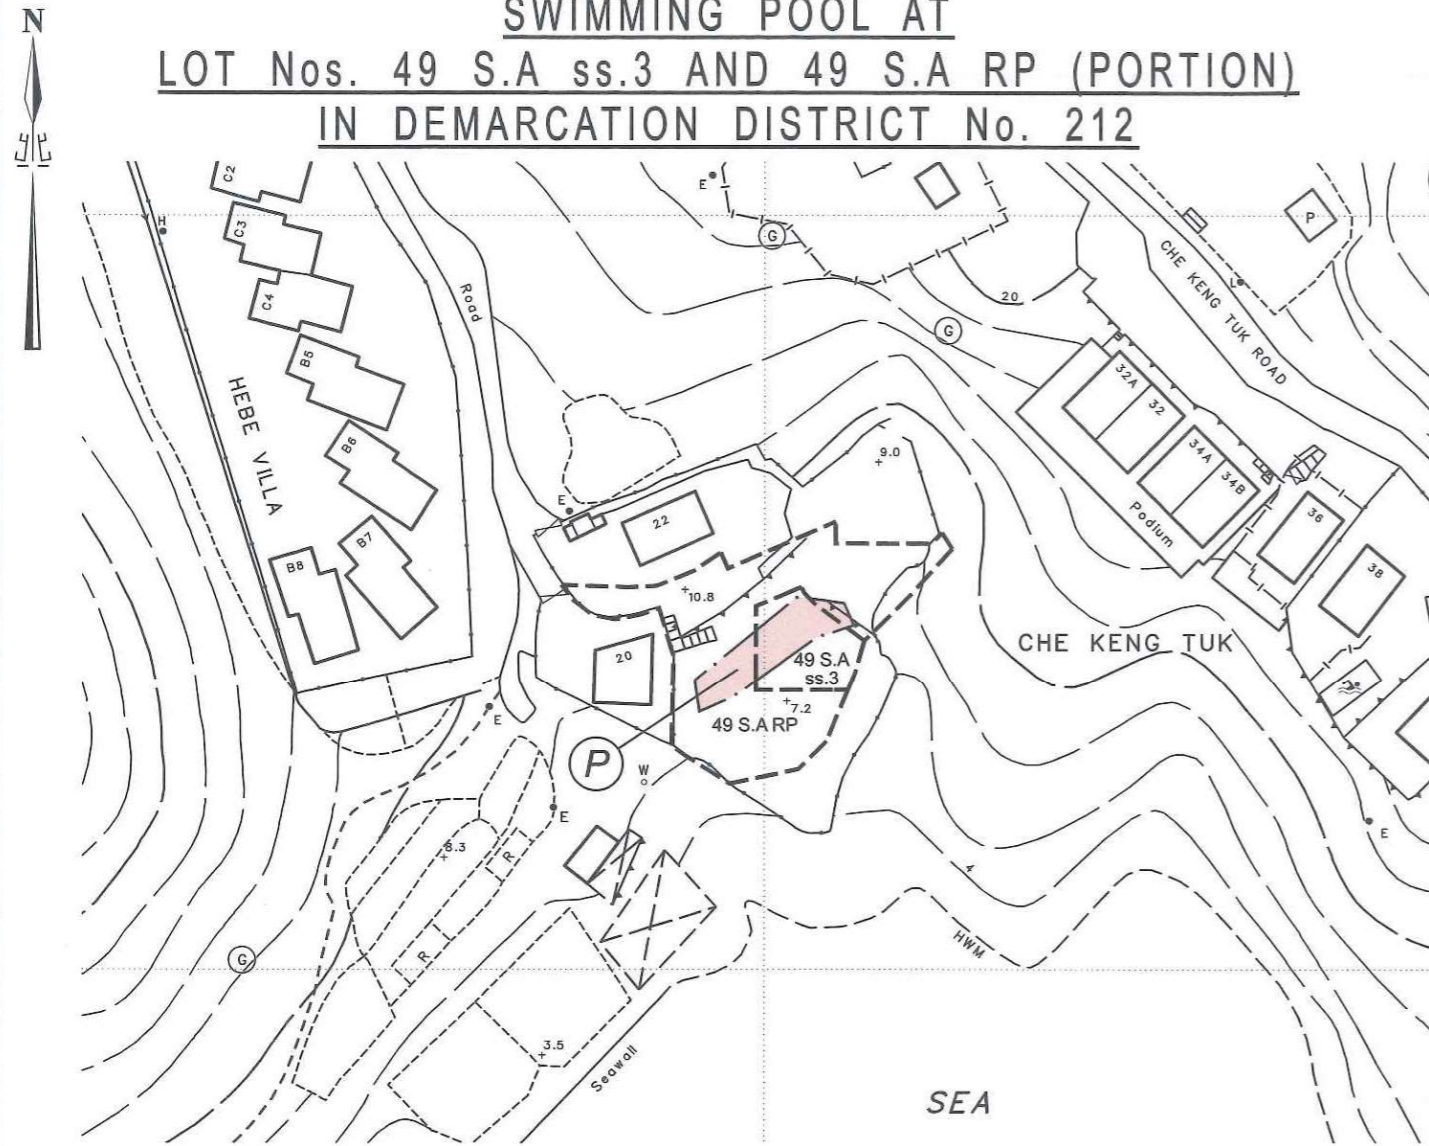 N
SWIMMING POOL AT
LOT Nos. 49 S.A ss.3 AND 49 S.A RP (PORTION)
IN DEMARCATION DISTRICT No. 212
C2
C3
C4
B5
B6
B7
B8
HEBE VILLA
H
Road
E
G
20
G
CHE KENG TUK ROAD
P
L
32A
32
34A
34B
Podium
36
38
9.0
E
22
10.8
20
49 S.A
ss.3
7.2
49 S.A RP
CHE KENG TUK
P
W
E
E
8.3
R
R
G
3.5
Seawall
4
HWM
E
SEA